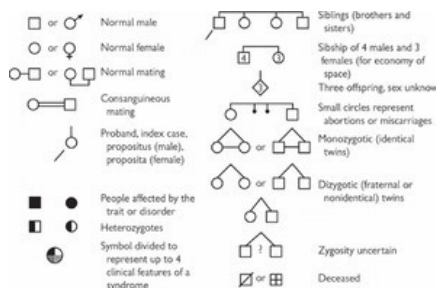 or
Normal male
or
Normal female
or
Normal mating
Consanguineous
mating
Proband, index case,
propositus (male),
proposita (female)
People affected by the
trait or disorder
Heterozygotes
Symbol divided to
represent up to 4
clinical features of a
syndrome
Siblings (brothers and
sisters)
4
3
Sibship of 4 males and 3
females (for economy of
space)
3
Three offspring, sex unknow
Small circles represent
abortions or miscarriages
or
Monozygotic (identical
twins)
or
Dizygotic (fraternal or
nonidentical) twins
?
Zygosity uncertain
or
Deceased